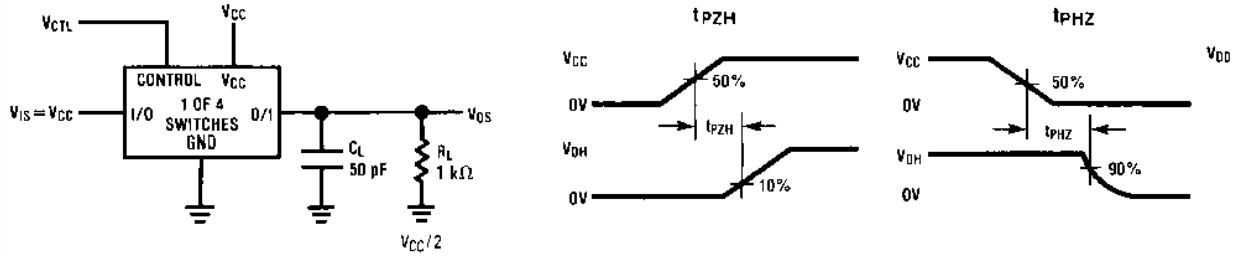 VCTL
VCC
CONTROL
VCC
VIS = VCC
I/O
1 OF 4
O/I
SWITCHES
GND
VOS
CL
50 pF
RL
1 kΩ
VCC/2
tPZH
VCC
50%
0V
tPZH
VOH
10%
0V
tPHZ
VCC
50%
0V
tPHZ
VOH
90%
0V
VDD